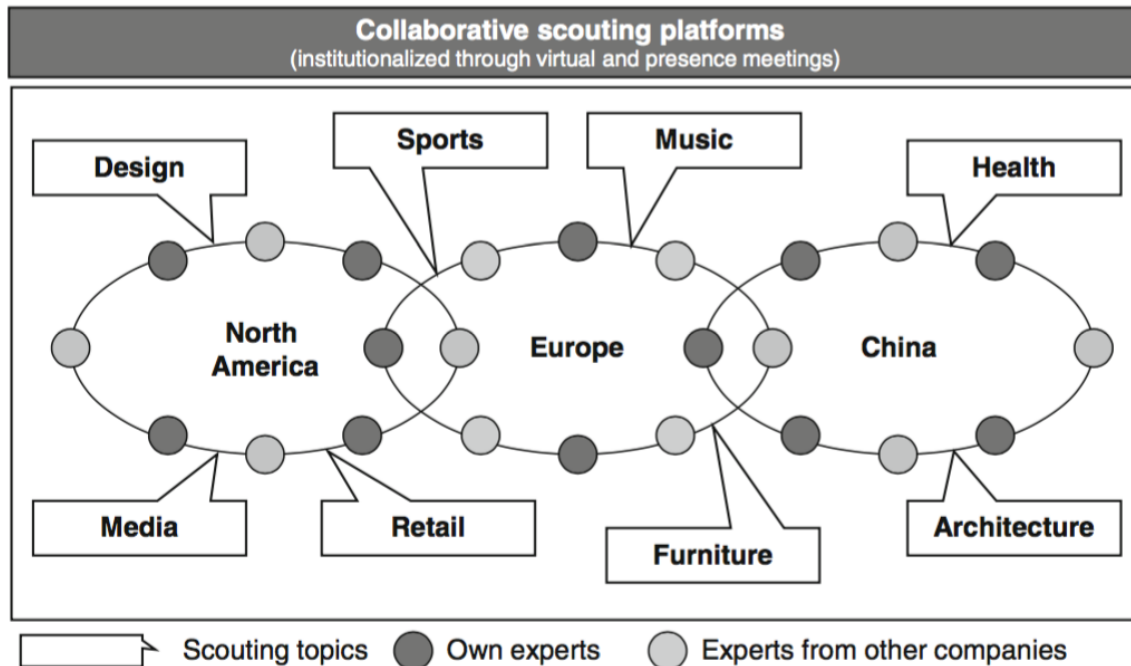 Collaborative scouting platforms
(institutionalized through virtual and presence meetings)
Design
Sports
Music
Health
North
America
Europe
China
Media
Retail
Furniture
Architecture
Scouting topics
Own experts
Experts from other companies